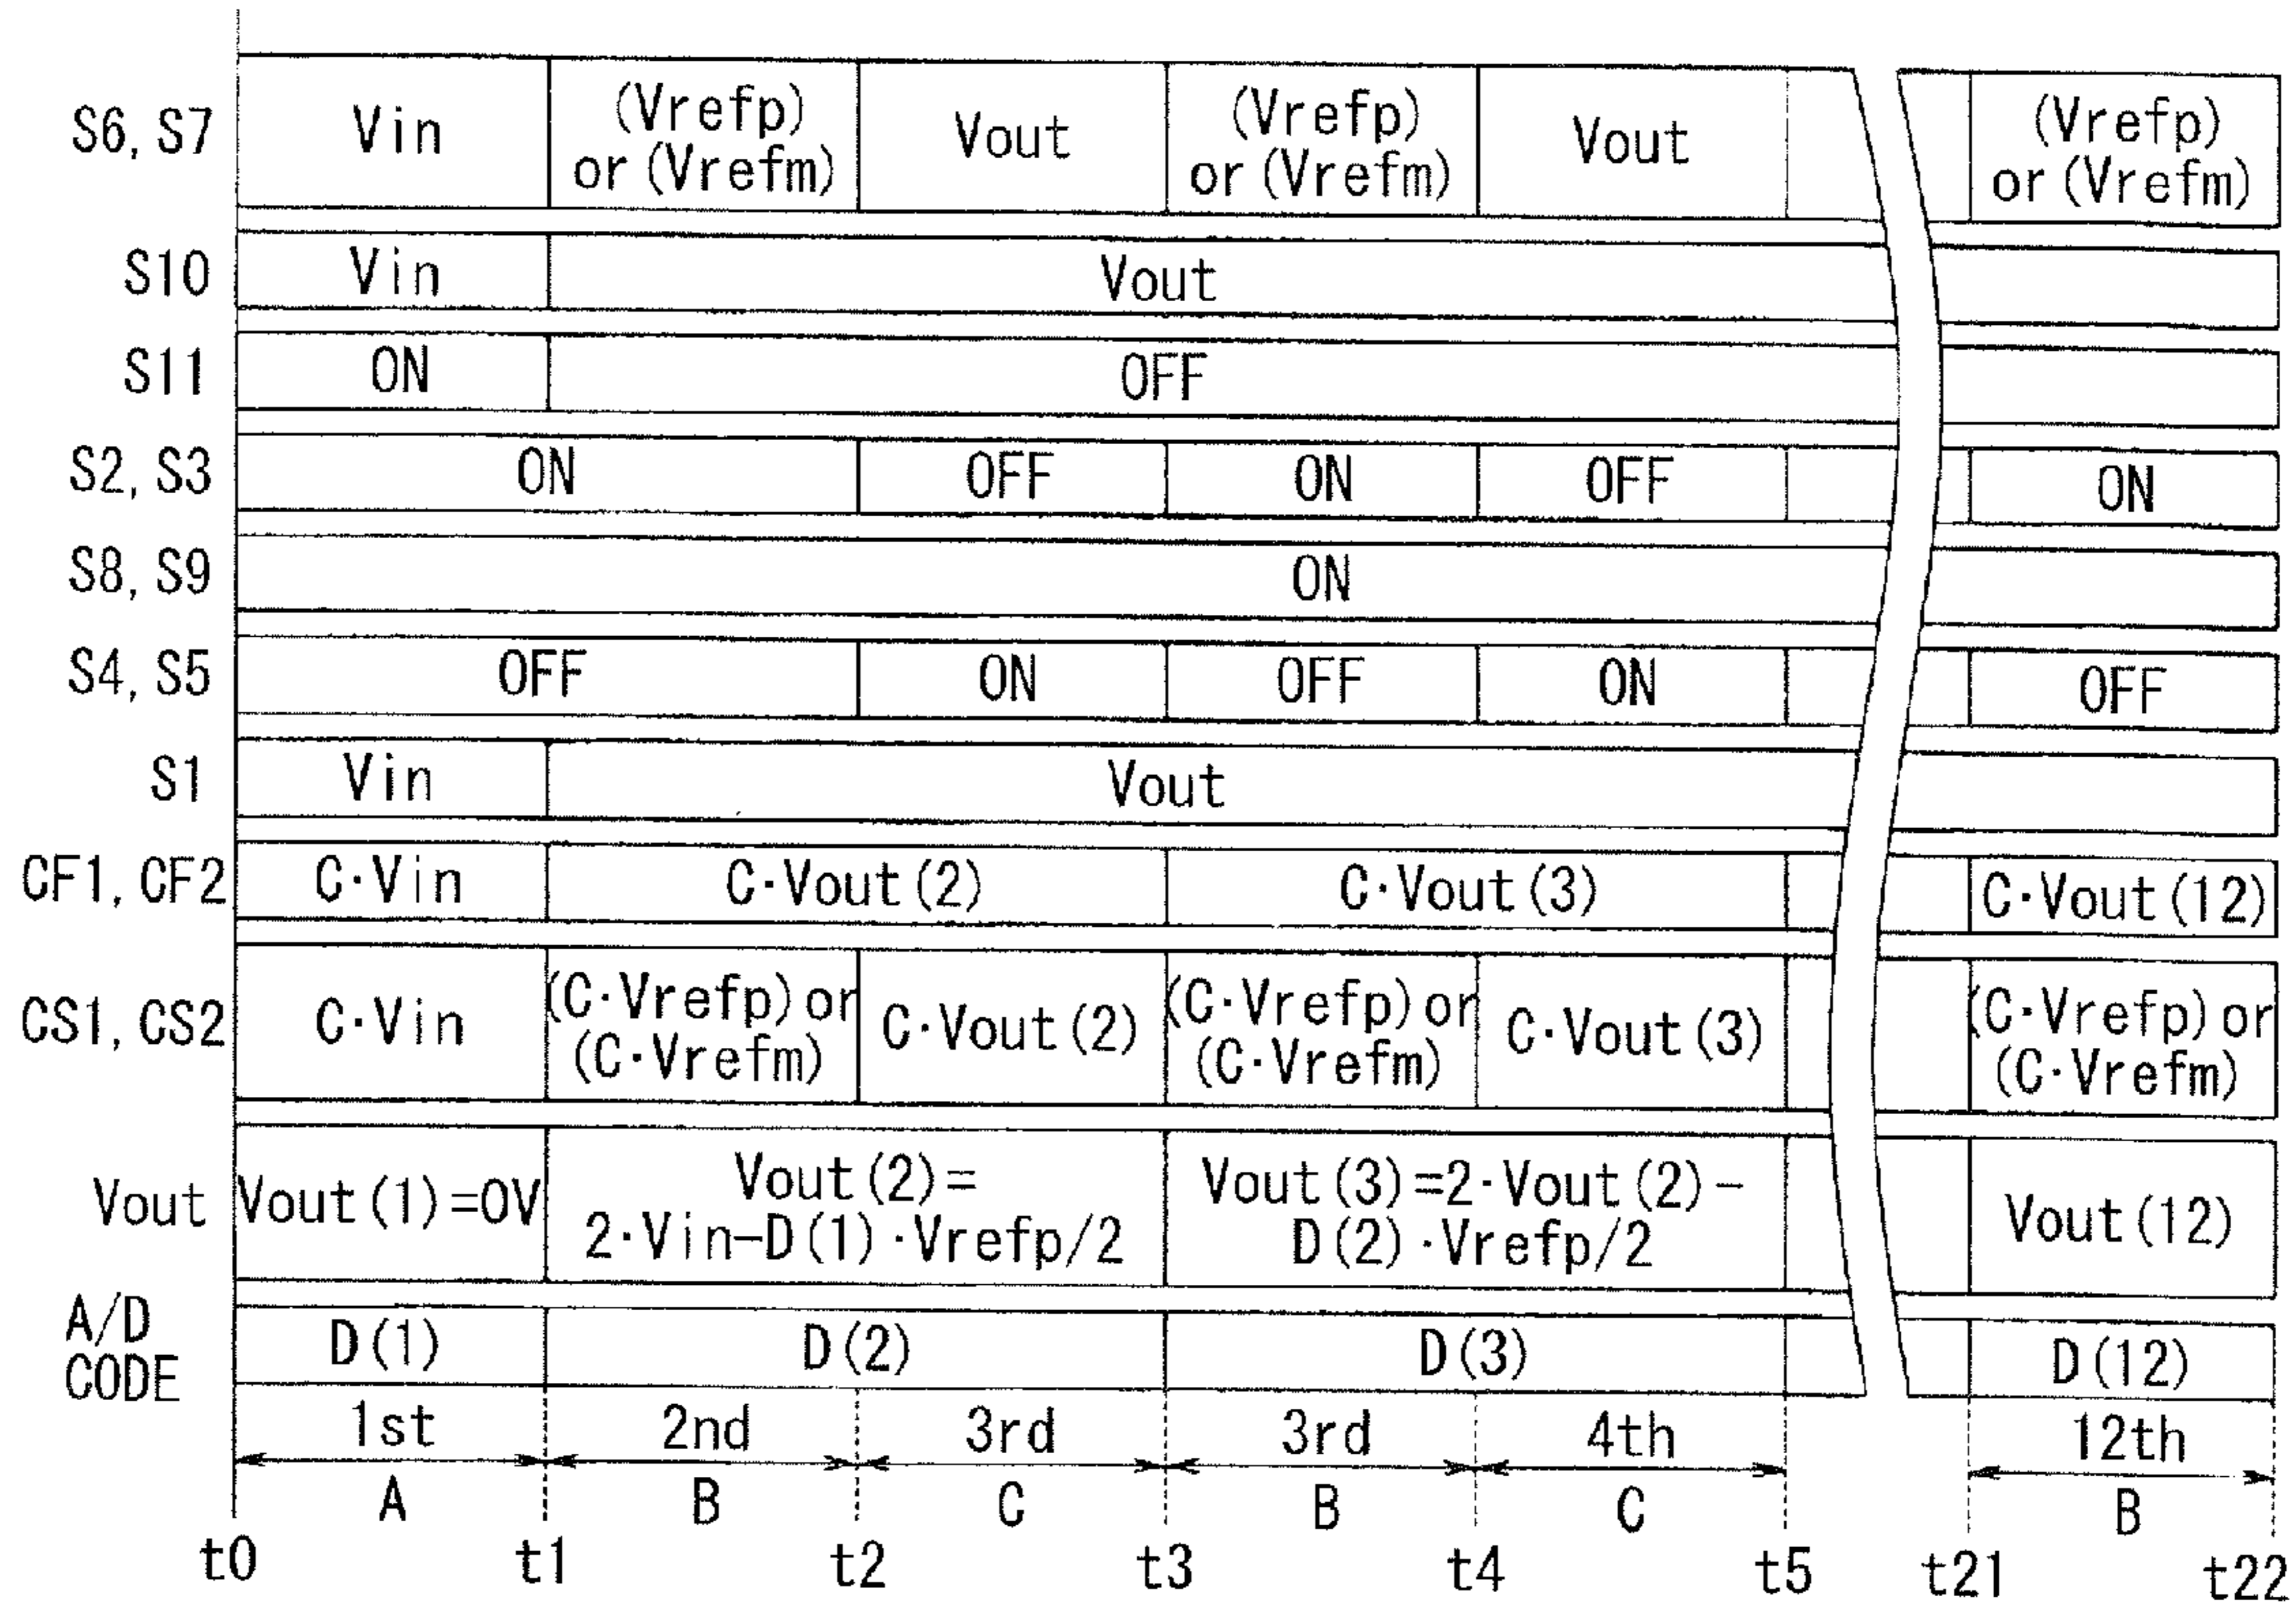 S6, S7 Vin (Vrefp) or (Vrefm) Vout (Vrefp) or (Vrefm) Vout (Vrefp) or (Vrefm)
S10 Vin Vout
S11 ON OFF
S2, S3 ON OFF ON OFF ON
S8, S9 ON
S4, S5 OFF ON OFF ON OFF
S1 Vin Vout
CF1, CF2 C·Vin C·Vout(2) C·Vout(3) C·Vout(12)
CS1, CS2 C·Vin (C·Vrefp) or (C·Vrefm) C·Vout(2) (C·Vrefp) or (C·Vrefm) C·Vout(3) (C·Vrefp) or (C·Vrefm)
Vout Vout(1)=0V Vout(2)= 2·Vin-D(1)·Vrefp/2 Vout(3)=2·Vout(2)- D(2)·Vrefp/2 Vout(12)
A/D CODE D(1) D(2) D(3) D(12)
1st 2nd 3rd 3rd 4th 12th
A B C B C B
t0 t1 t2 t3 t4 t5 t21 t22